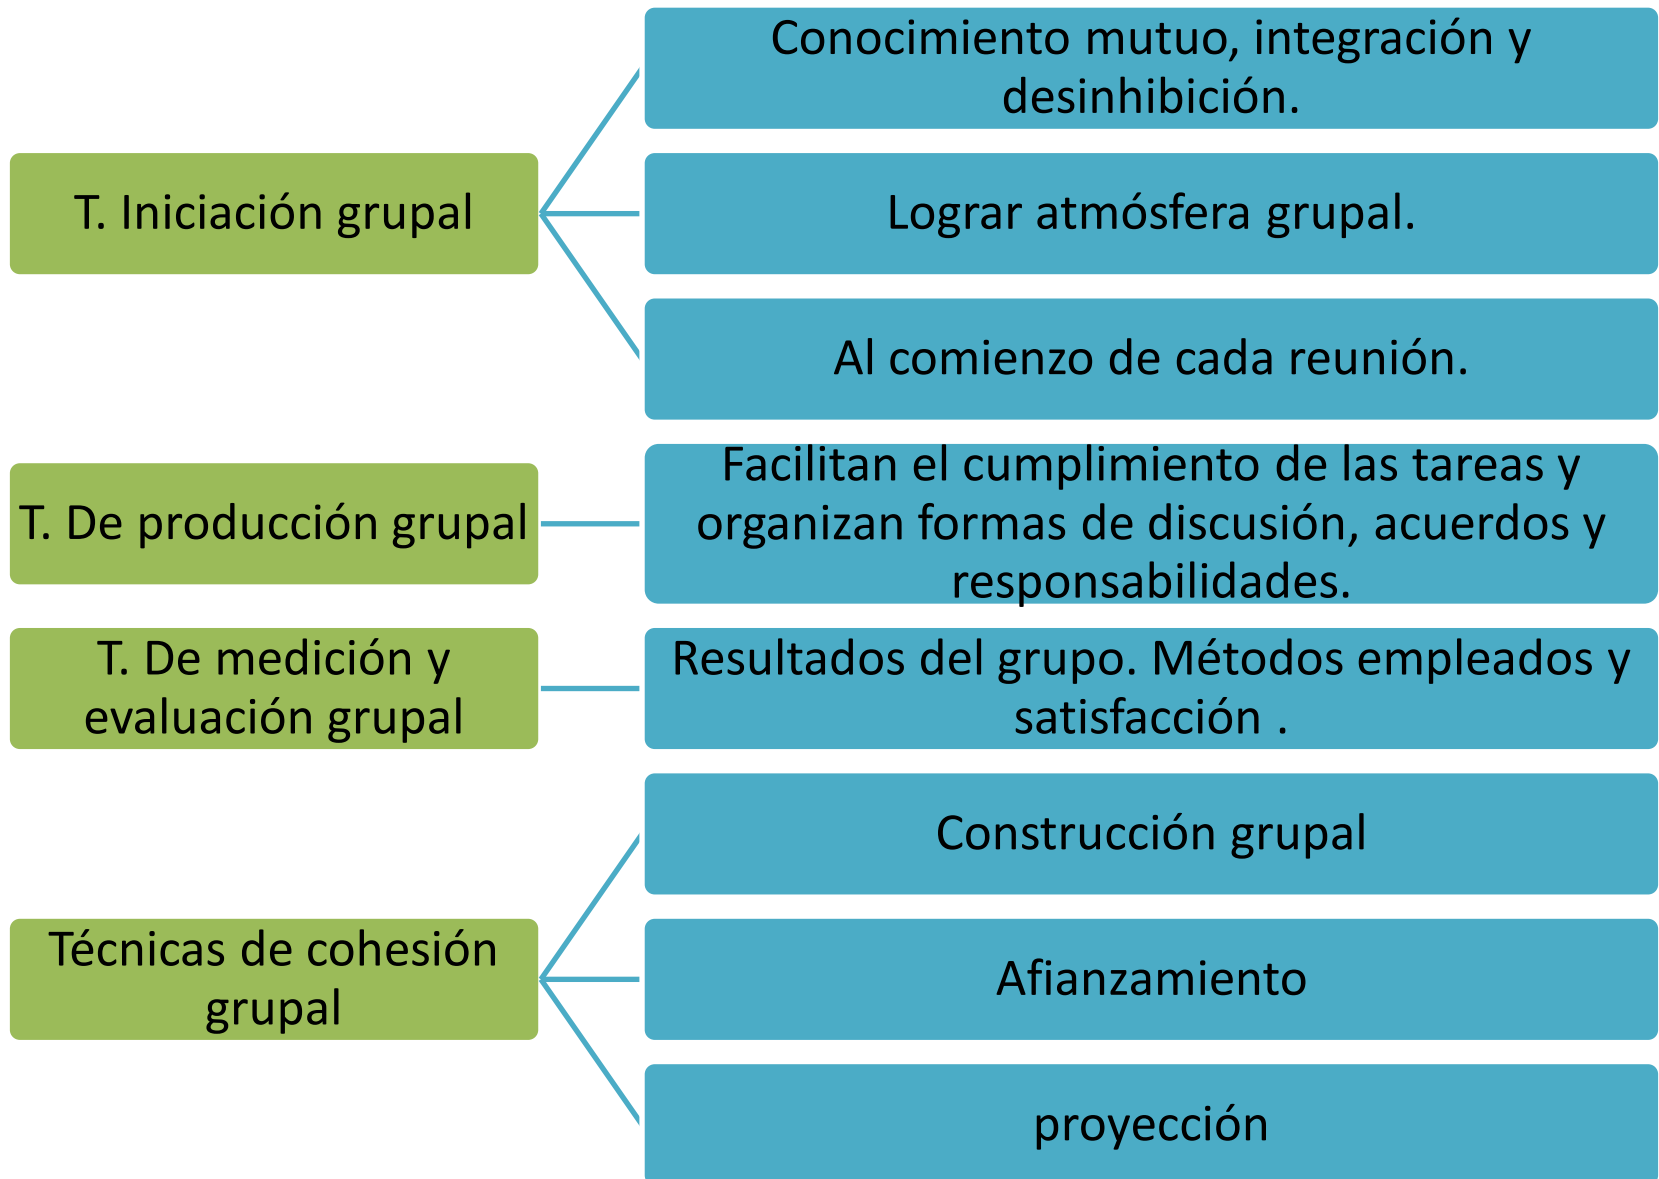 T. Iniciación grupal
Conocimiento mutuo, integración y
desinhibición.
Lograr atmósfera grupal.
Al comienzo de cada reunión.
T. De producción grupal
Facilitan el cumplimiento de las tareas y
organizan formas de discusión, acuerdos y
responsabilidades.
T. De medición y
evaluación grupal
Resultados del grupo. Métodos empleados y
satisfacción .
Técnicas de cohesión
grupal
Construcción grupal
Afianzamiento
proyección